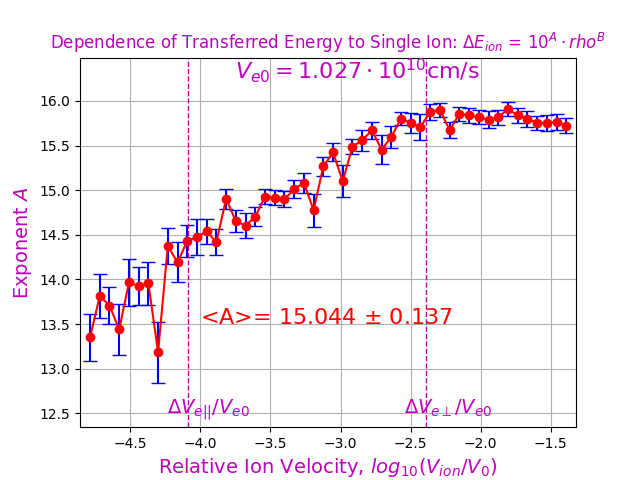 Dependence of Transferred Energy to Single Ion: ΔE_ion = 10^A · rho^B
V_e0 = 1.027 · 10^10 cm/s
16.0
15.5
15.0
14.5
14.0
13.5
13.0
12.5
Exponent A
<A>= 15.044 ± 0.137
ΔV_e||/V_e0
ΔV_e⊥/V_e0
−4.5 −4.0 −3.5 −3.0 −2.5 −2.0 −1.5
Relative Ion Velocity, log_10(V_ion/V_0)